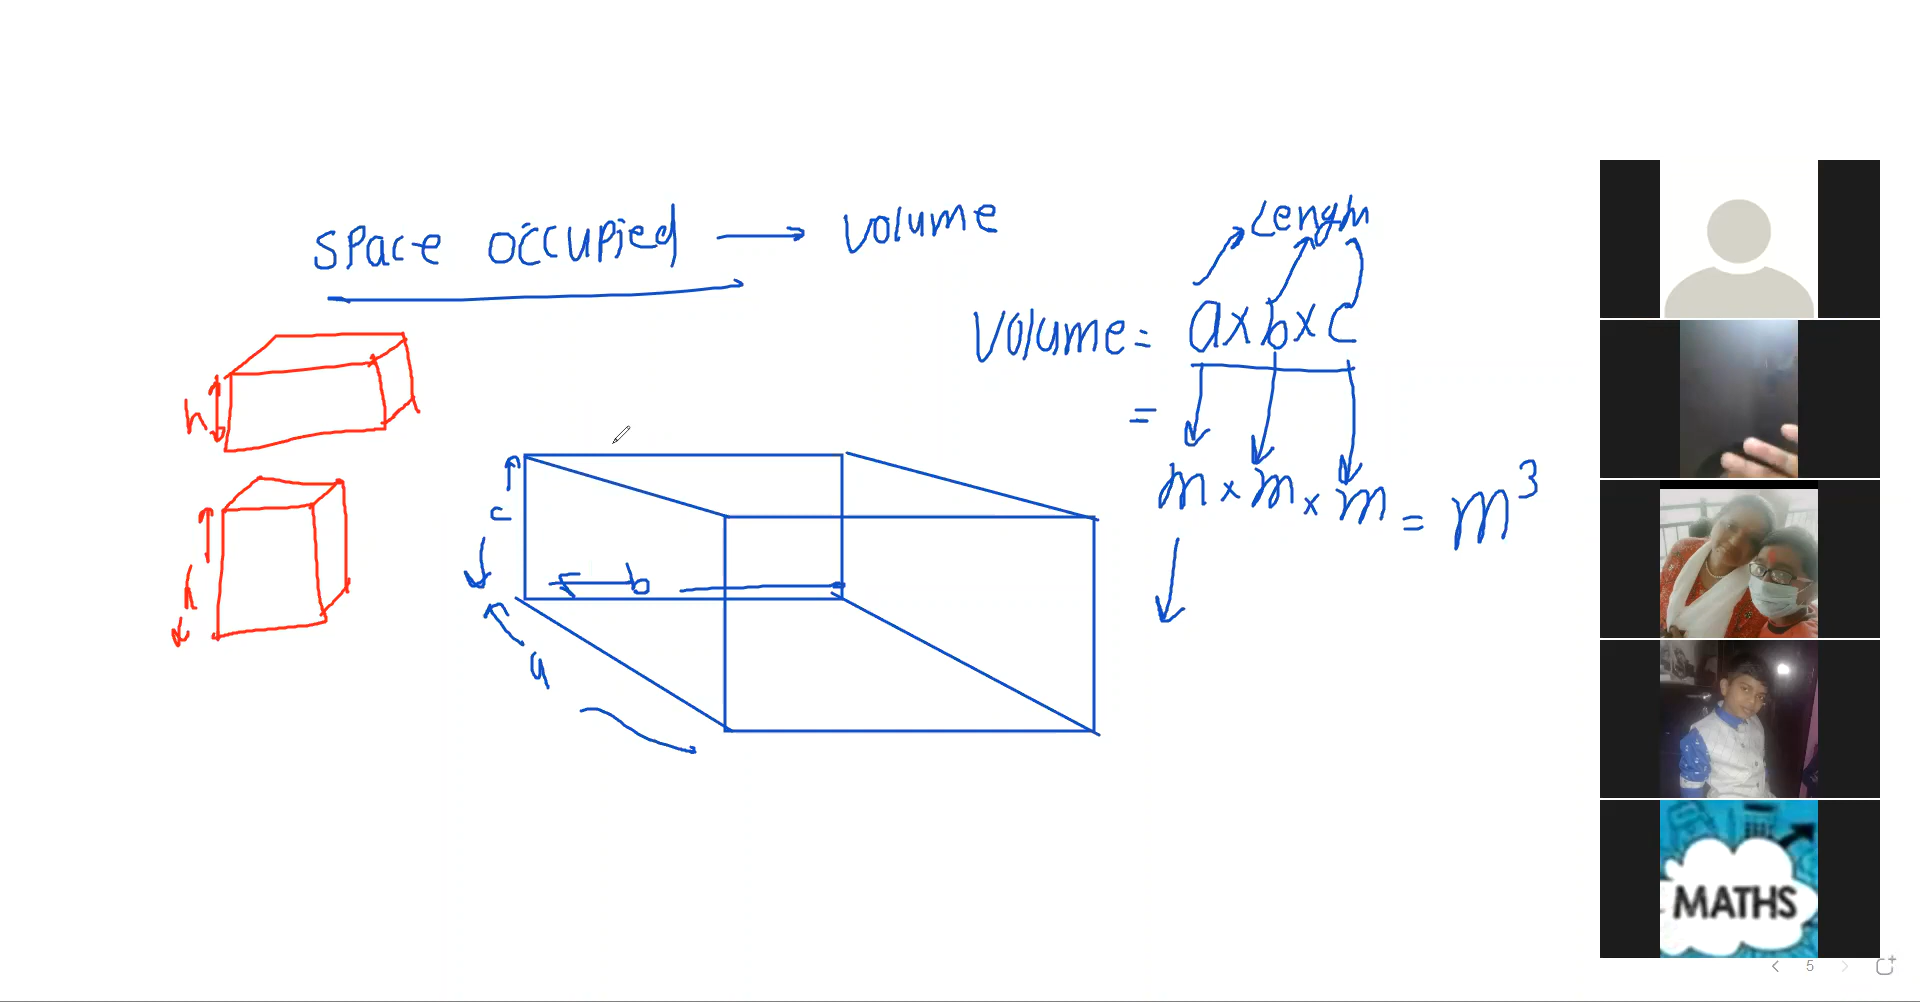 space occupied → volume
Length
Volume = a x b x c
=
m x m x m = m³
h
h
c
b
a
MATHS
5